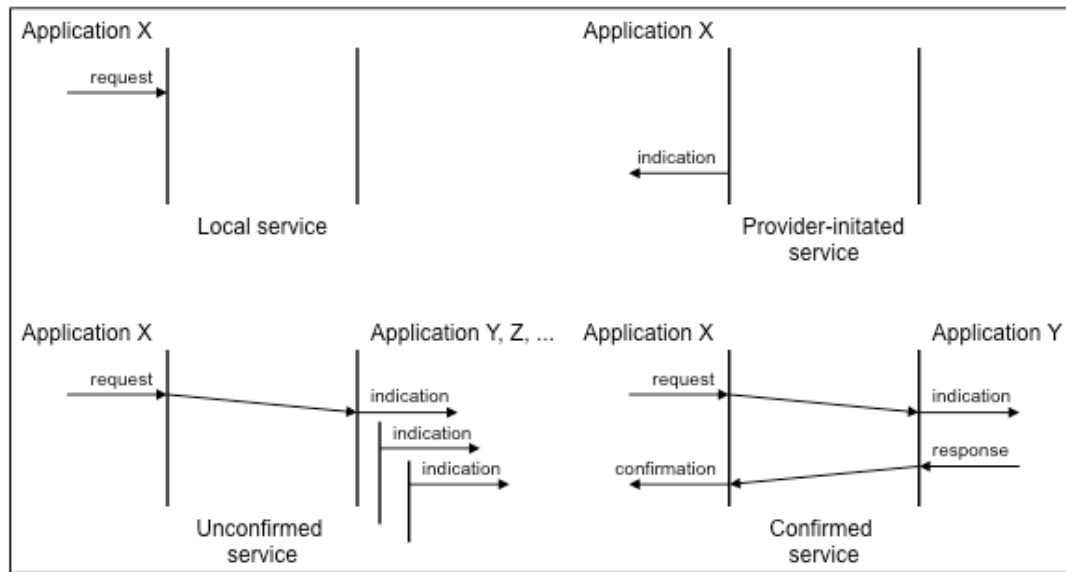 Application X
Application X
request
indication
Local service
Provider-initated
service
Application X
Application Y, Z, ...
Application X
Application Y
request
indication
request
indication
indication
indication
response
confirmation
Unconfirmed
service
Confirmed
service